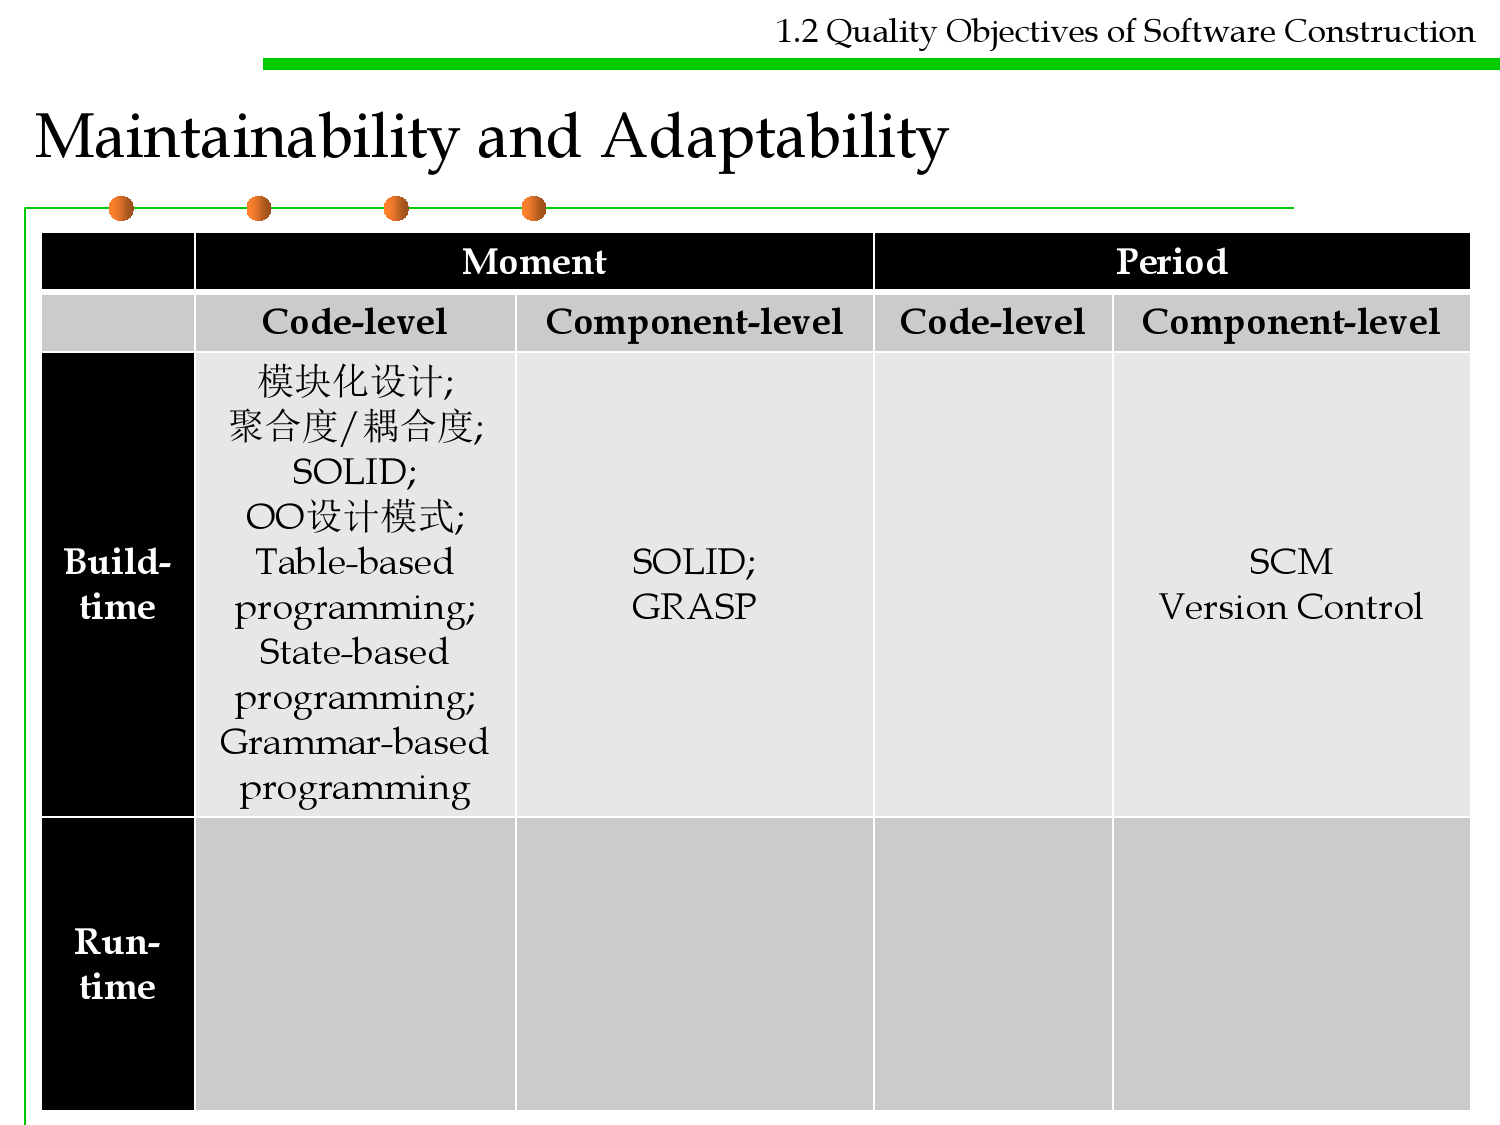 1.2 Quality Objectives of Software Construction
Maintainability and Adaptability
Moment
Period
Code-level
Component-level
Code-level
Component-level
Build-
time
模块化设计;
聚合度/耦合度;
SOLID;
OO设计模式;
Table-based
programming;
State-based
programming;
Grammar-based
programming
SOLID;
GRASP
SCM
Version Control
Run-
time